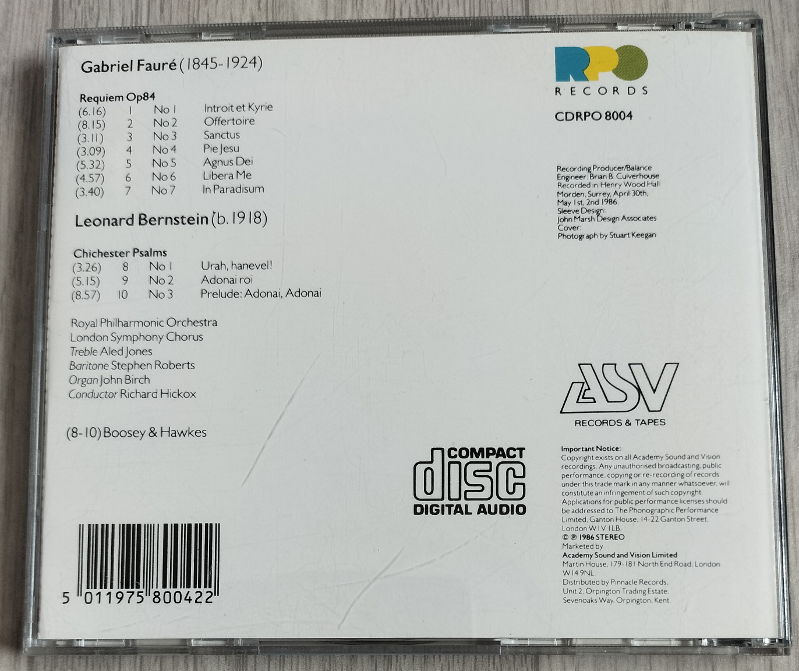 Gabriel Fauré (1845-1924)
Requiem Op84
(6.16) 1 No 1 Introit et Kyrie
(8.15) 2 No 2 Offertoire
(3.11) 3 No 3 Sanctus
(3.09) 4 No 4 Pie Jesu
(5.32) 5 No 5 Agnus Dei
(4.57) 6 No 6 Libera Me
(3.40) 7 No 7 In Paradisum
Leonard Bernstein (b. 1918)
Chichester Psalms
(3.26) 8 No 1 Urah, hanevel!
(5.15) 9 No 2 Adonai roi
(8.57) 10 No 3 Prelude: Adonai, Adonai
Royal Philharmonic Orchestra
London Symphony Chorus
Treble Aled Jones
Baritone Stephen Roberts
Organ John Birch
Conductor Richard Hickox
(8-10) Boosey & Hawkes
5 011975 800422
RPO
RECORDS
CDRPO 8004
Recording Producer/Balance
Engineer: Brian B. Culverhouse
Recorded in Henry Wood Hall
Morden, Surrey, April 30th,
May 1st, 2nd 1986
Sleeve Design:
John Marsh Design Associates
Cover:
Photograph by Stuart Keegan
ASV
RECORDS & TAPES
COMPACT
disc
DIGITAL AUDIO
Important Notice:
Copyright exists on all Academy Sound and Vision
recordings. Any unauthorised broadcasting, public
performance, copying or re-recording of records
under this trade mark in any manner whatsoever, will
constitute an infringement of such copyright.
Applications for public performance licenses should
be addressed to The Phonographic Performance
Limited, Ganton House, 14-22 Ganton Street,
London W1V 1LB.
© ℗ 1986 STEREO
Marketed by
Academy Sound and Vision Limited
Martin House, 179-181 North End Road, London
W14 9NL
Distributed by Pinnacle Records,
Unit 2, Orpington Trading Estate,
Sevenoaks Way, Orpington, Kent.